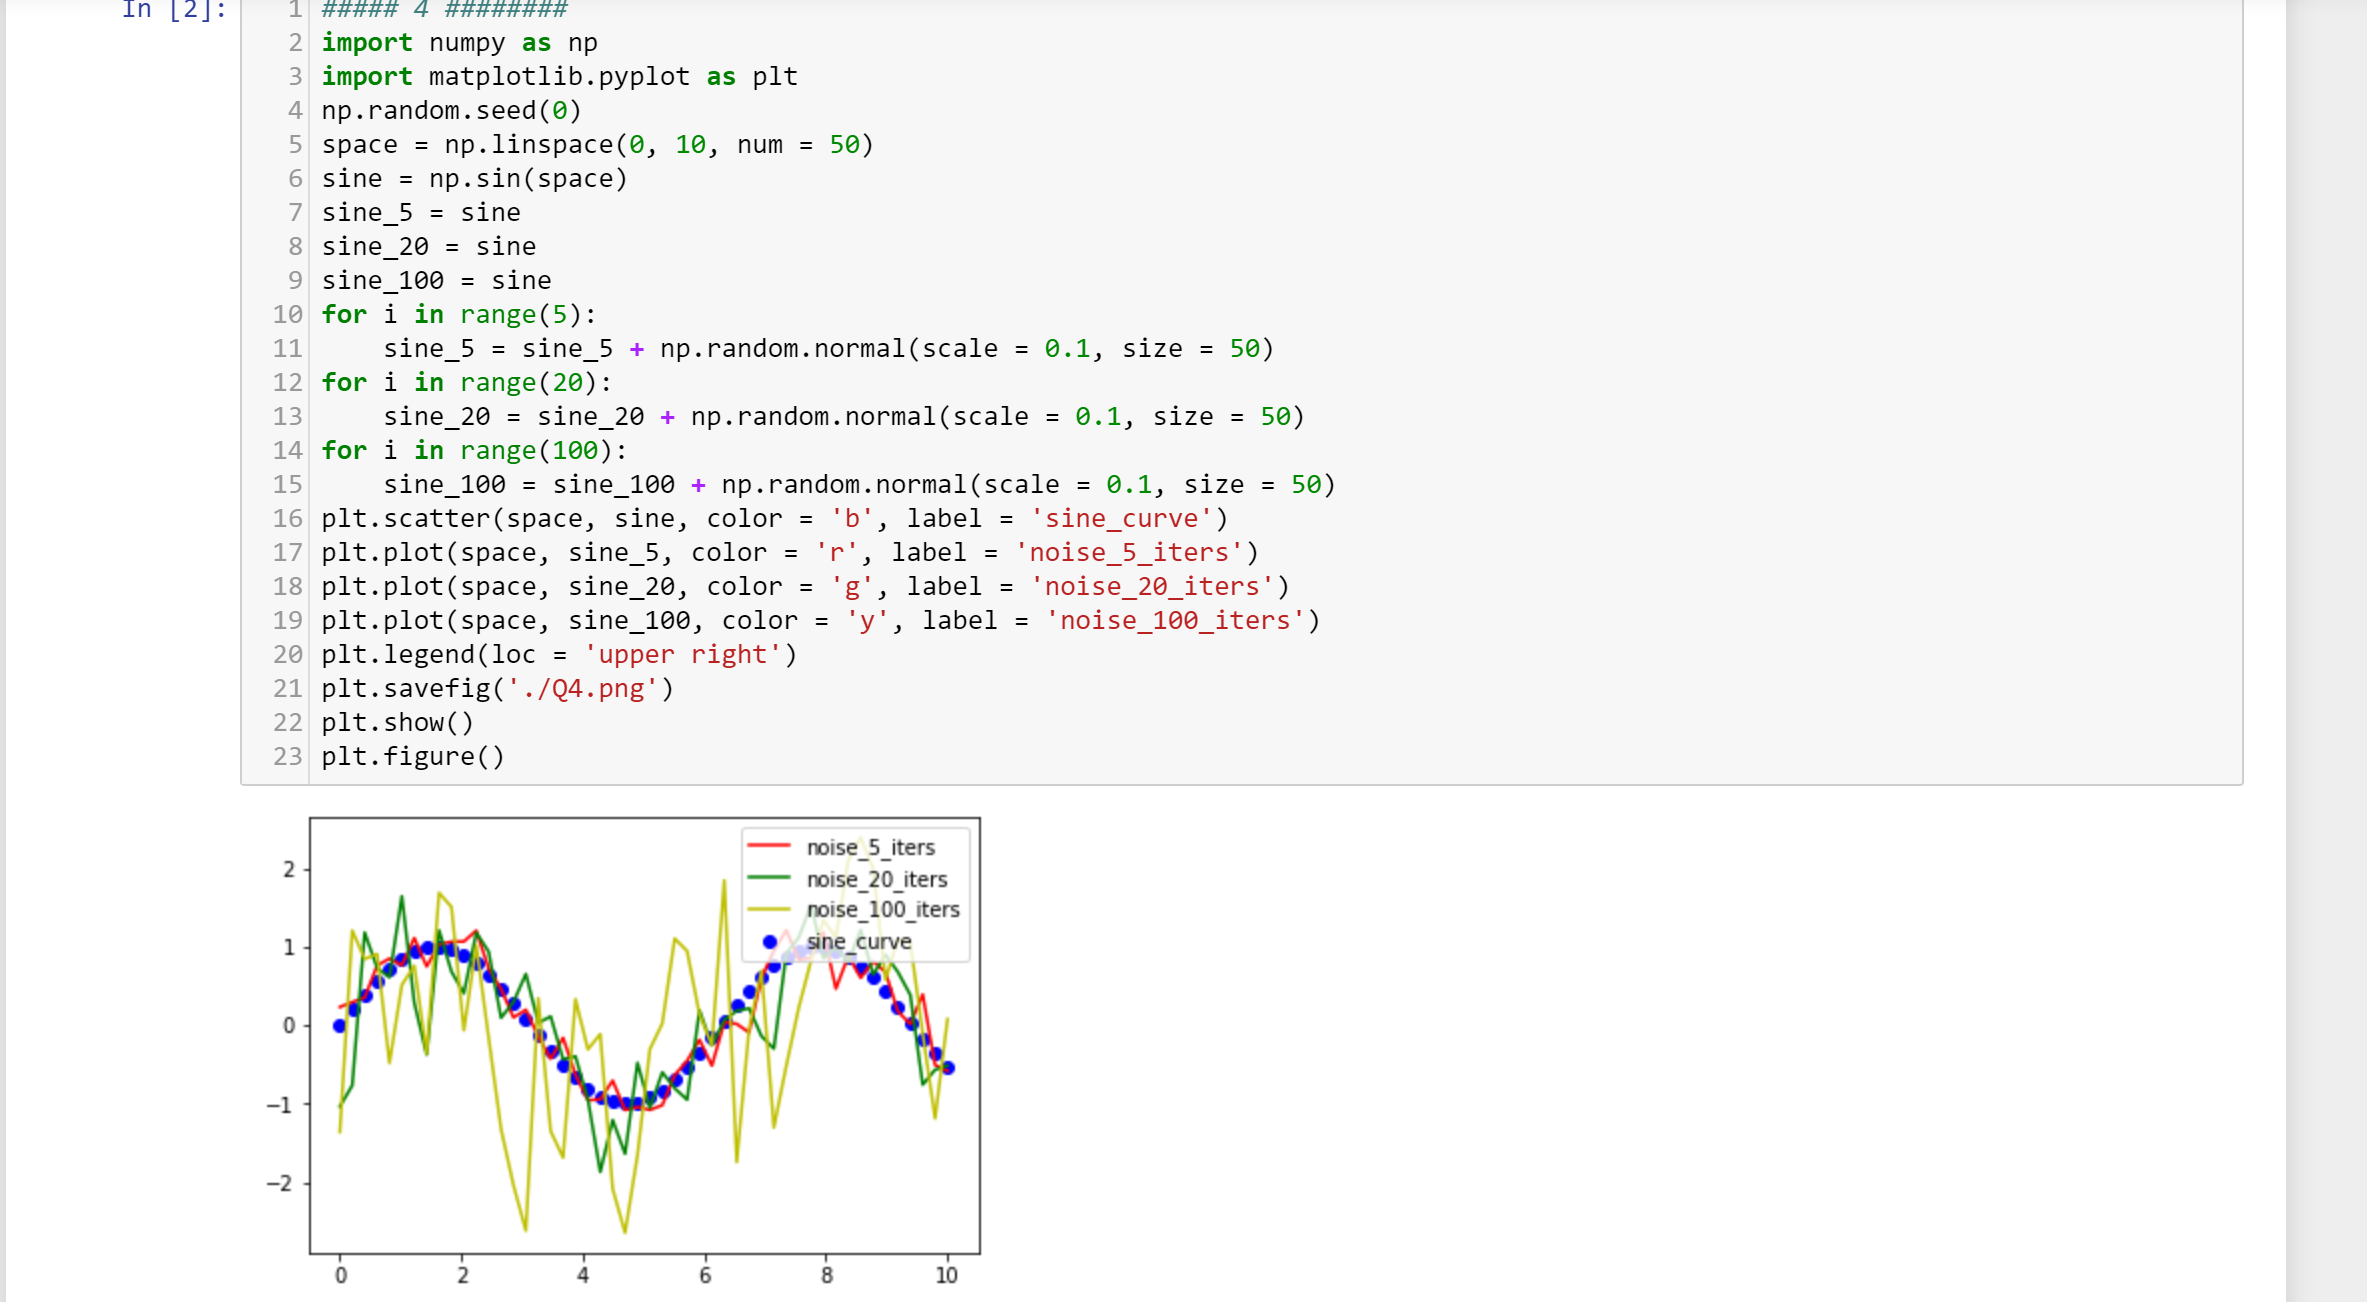 In [2]:
1 ##### 4 ########
2 import numpy as np
3 import matplotlib.pyplot as plt
4 np.random.seed(0)
5 space = np.linspace(0, 10, num = 50)
6 sine = np.sin(space)
7 sine_5 = sine
8 sine_20 = sine
9 sine_100 = sine
10 for i in range(5):
11     sine_5 = sine_5 + np.random.normal(scale = 0.1, size = 50)
12 for i in range(20):
13     sine_20 = sine_20 + np.random.normal(scale = 0.1, size = 50)
14 for i in range(100):
15     sine_100 = sine_100 + np.random.normal(scale = 0.1, size = 50)
16 plt.scatter(space, sine, color = 'b', label = 'sine_curve')
17 plt.plot(space, sine_5, color = 'r', label = 'noise_5_iters')
18 plt.plot(space, sine_20, color = 'g', label = 'noise_20_iters')
19 plt.plot(space, sine_100, color = 'y', label = 'noise_100_iters')
20 plt.legend(loc = 'upper right')
21 plt.savefig('./Q4.png')
22 plt.show()
23 plt.figure()
noise_5_iters
noise_20_iters
noise_100_iters
sine_curve
2
1
0
−1
−2
0 2 4 6 8 10